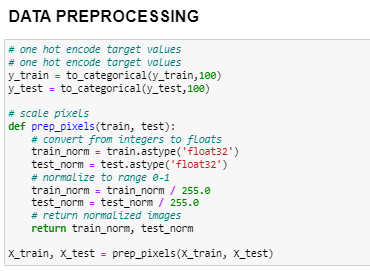 DATA PREPROCESSING
# one hot encode target values
# one hot encode target values
y_train = to_categorical(y_train,100)
y_test = to_categorical(y_test,100)
# scale pixels
def prep_pixels(train, test):
# convert from integers to floats
train_norm = train.astype('float32')
test_norm = test.astype('float32')
# normalize to range 0-1
train_norm = train_norm / 255.0
test_norm = test_norm / 255.0
# return normalized images
return train_norm, test_norm
X_train, X_test = prep_pixels(X_train, X_test)